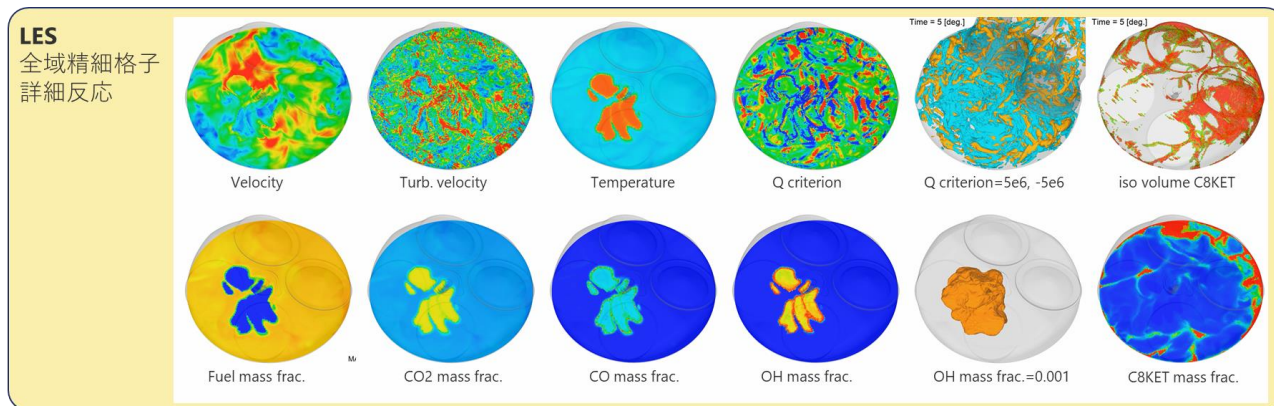 LES
全域精細格子
詳細反応
Time = 5 [deg.]
Time = 5 [deg.]
Velocity
Turb. velocity
Temperature
Q criterion
Q criterion=5e6, -5e6
iso volume C8KET
Fuel mass frac.
CO2 mass frac.
CO mass frac.
OH mass frac.
OH mass frac.=0.001
C8KET mass frac.